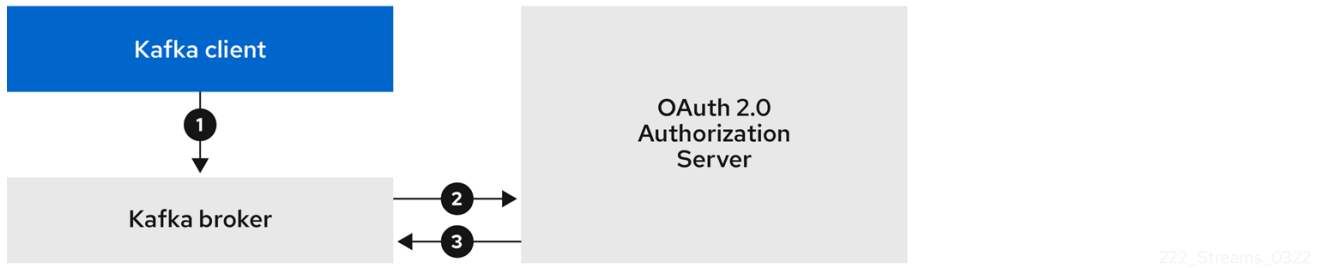 Kafka client
1
OAuth 2.0
Authorization
Server
2
Kafka broker
3
222_Streams_0322